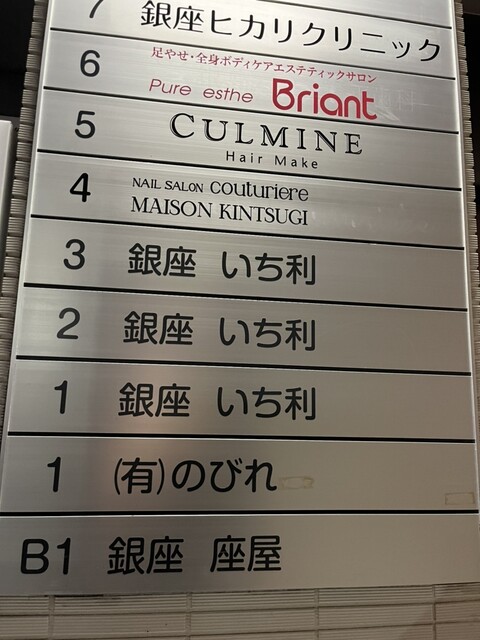 7 銀座ヒカリクリニック
足やせ・全身ボディケアエステティックサロン
6 Pure esthe Briant
5 CULMINE
Hair Make
4 NAIL SALON couturiere
MAISON KINTSUGI
3 銀座 いち利
2 銀座 いち利
1 銀座 いち利
1 (有)のびれ
B1 銀座 座屋